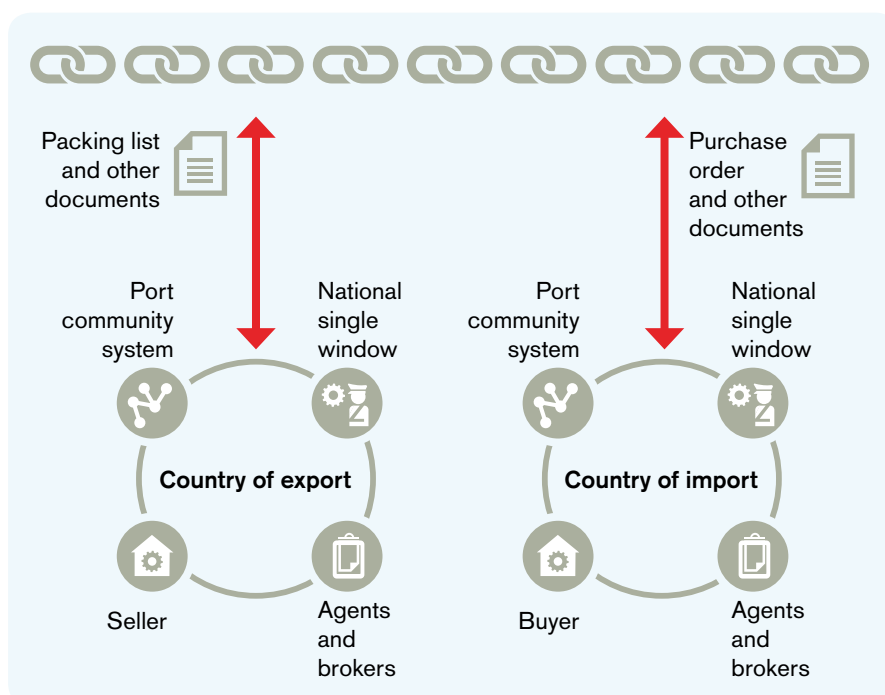 Packing list
and other
documents
Purchase
order
and other
documents
Port
community
system
National
single
window
Port
community
system
National
single
window
Country of export
Country of import
Seller
Agents
and
brokers
Buyer
Agents
and
brokers